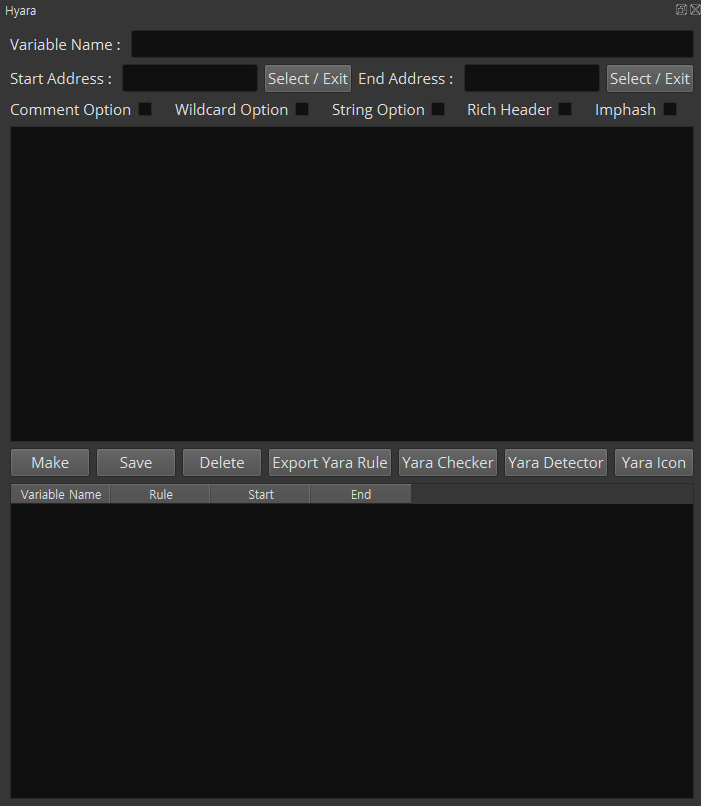 Hyara
Variable Name :
Start Address : Select / Exit End Address : Select / Exit
Comment Option Wildcard Option String Option Rich Header Imphash
Make Save Delete Export Yara Rule Yara Checker Yara Detector Yara Icon
Variable Name Rule Start End